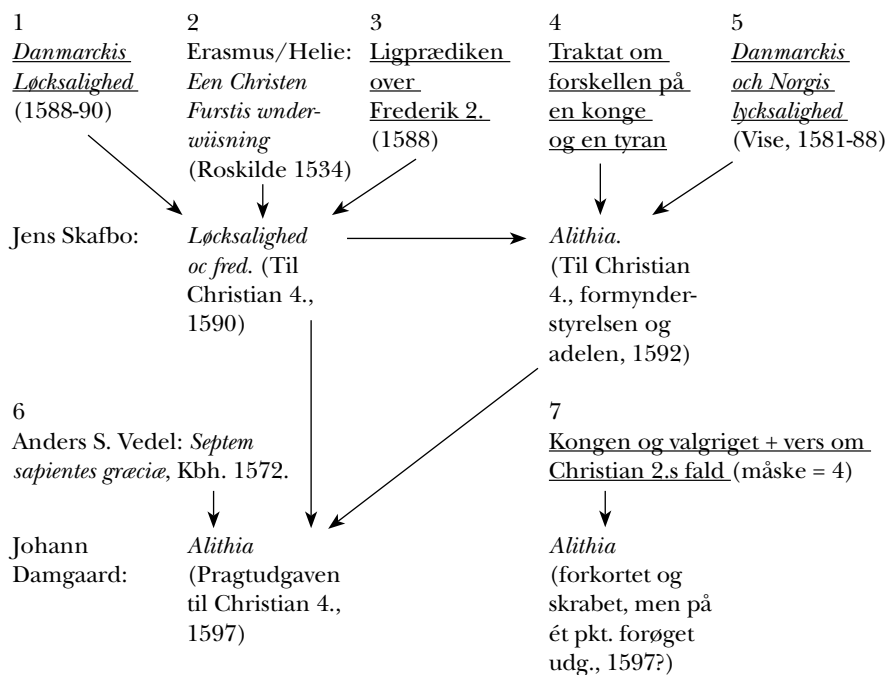 1
Danmarckis
Løcksalighed
(1588-90)
2
Erasmus/Helie:
Een Christen
Furstis wnder-
wiisning
(Roskilde 1534)
3
Ligprædiken
over
Frederik 2.
(1588)
4
Traktat om
forskellen på
en konge
og en tyran
5
Danmarckis
och Norgis
lycksalighed
(Vise, 1581-88)
Jens Skafbo:
Løcksalighed
oc fred. (Til
Christian 4.,
1590)
Alithia.
(Til Christian
4., formynder-
styrelsen og
adelen, 1592)
6
Anders S. Vedel: Septem
sapientes græciæ, Kbh. 1572.
7
Kongen og valgriget + vers om
Christian 2.s fald (måske = 4)
Johann
Damgaard:
Alithia
(Pragtudgaven
til Christian 4.,
1597)
Alithia
(forkortet og
skrabet, men på
ét pkt. forøget
udg., 1597?)